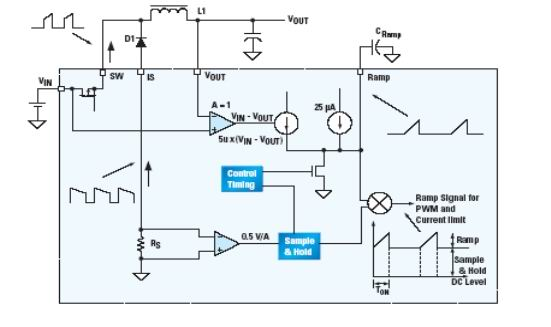 L1
VOUT
CRamp
D1
VIN
SW
IS
VOUT
Ramp
A = 1
VIN - VOUT
25 µA
5u x (VIN - VOUT)
Control
Timing
Ramp Signal for
PWM and
Current limit
RS
0.5 V/A
Sample
& Hold
Ramp
Sample
& Hold
DC Level
TON